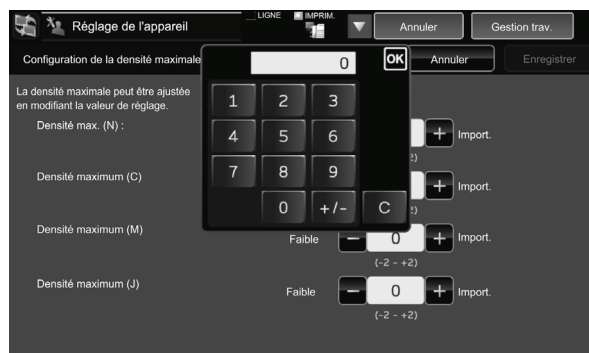 LIGNE IMPRIM.
Réglage de l'appareil Annuler Gestion trav.
Configuration de la densité maximale 0 OK Annuler Enregistrer
La densité maximale peut être ajustée
en modifiant la valeur de réglage.
1 2 3
Densité max. (N) : + Import.
4 5 6
2)
7 8 9
Densité maximum (C) + Import.
0 +/- C
2)
Densité maximum (M) Faible − 0 + Import.
(-2 - +2)
Densité maximum (J) Faible − 0 + Import.
(-2 - +2)